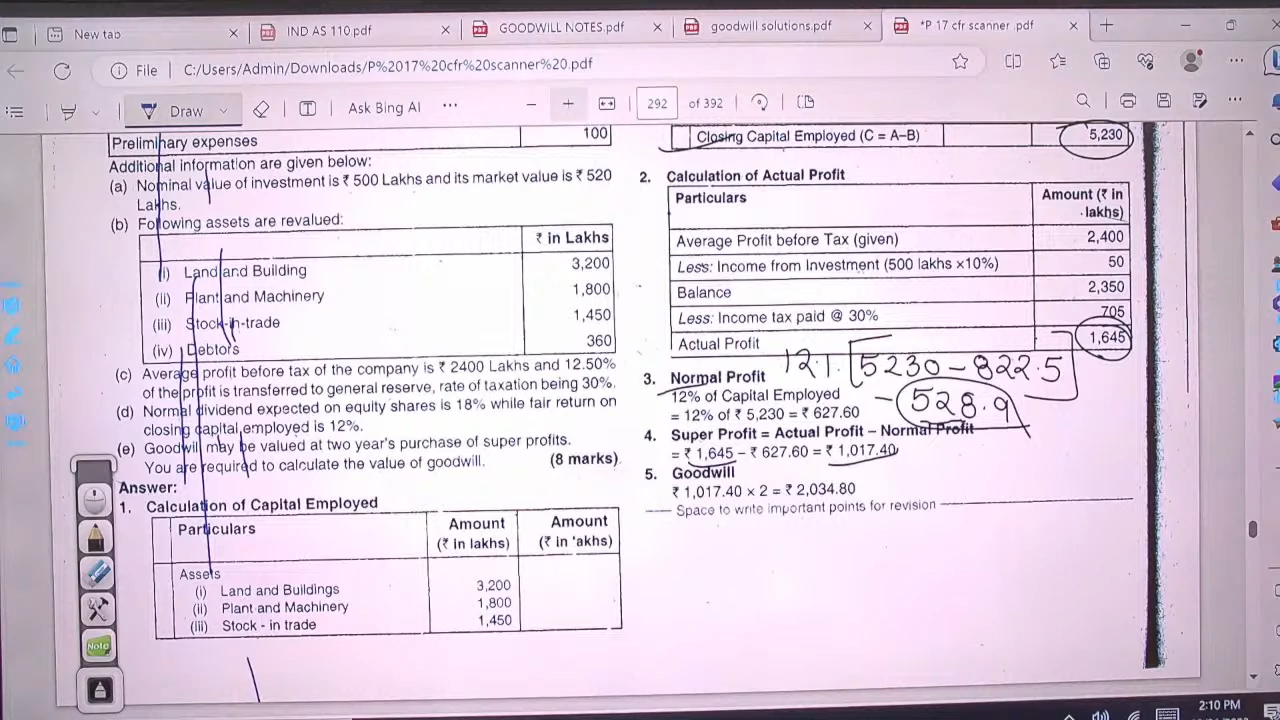 New tab
IND AS 110.pdf
GOODWILL NOTES.pdf
goodwill solutions.pdf
*P 17 cfr scanner .pdf
File
C:/Users/Admin/Downloads/P%2017%20cfr%20scanner%20.pdf
Draw
Ask Bing AI
292 of 392
Preliminary expenses 100
Additional information are given below:
(a) Nominal value of investment is ₹ 500 Lakhs and its market value is ₹ 520
Lakhs.
(b) Following assets are revalued:
₹ in Lakhs
(i) Land and Building 3,200
(ii) Plant and Machinery 1,800
(iii) Stock-in-trade 1,450
(iv) Debtors 360
(c) Average profit before tax of the company is ₹ 2400 Lakhs and 12.50%
of the profit is transferred to general reserve, rate of taxation being 30%.
(d) Normal dividend expected on equity shares is 18% while fair return on
closing capital employed is 12%.
(e) Goodwill may be valued at two year's purchase of super profits.
You are required to calculate the value of goodwill. (8 marks)
Answer:
1. Calculation of Capital Employed
Particulars Amount Amount
(₹ in lakhs) (₹ in 'akhs)
Assets
(i) Land and Buildings 3,200
(ii) Plant and Machinery 1,800
(iii) Stock - in trade 1,450
Closing Capital Employed (C = A–B) 5,230
2. Calculation of Actual Profit
Particulars Amount (₹ in
lakhs)
Average Profit before Tax (given) 2,400
Less: Income from Investment (500 lakhs ×10%) 50
Balance 2,350
Less: Income tax paid @ 30% 705
Actual Profit 1,645
12%. [5230 - 822.5]
- 528.9
3. Normal Profit
12% of Capital Employed
= 12% of ₹ 5,230 = ₹ 627.60
4. Super Profit = Actual Profit – Normal Profit
= ₹ 1,645 – ₹ 627.60 = ₹ 1,017.40
5. Goodwill
₹ 1,017.40 × 2 = ₹ 2,034.80
Space to write important points for revision
Note
2:10 PM